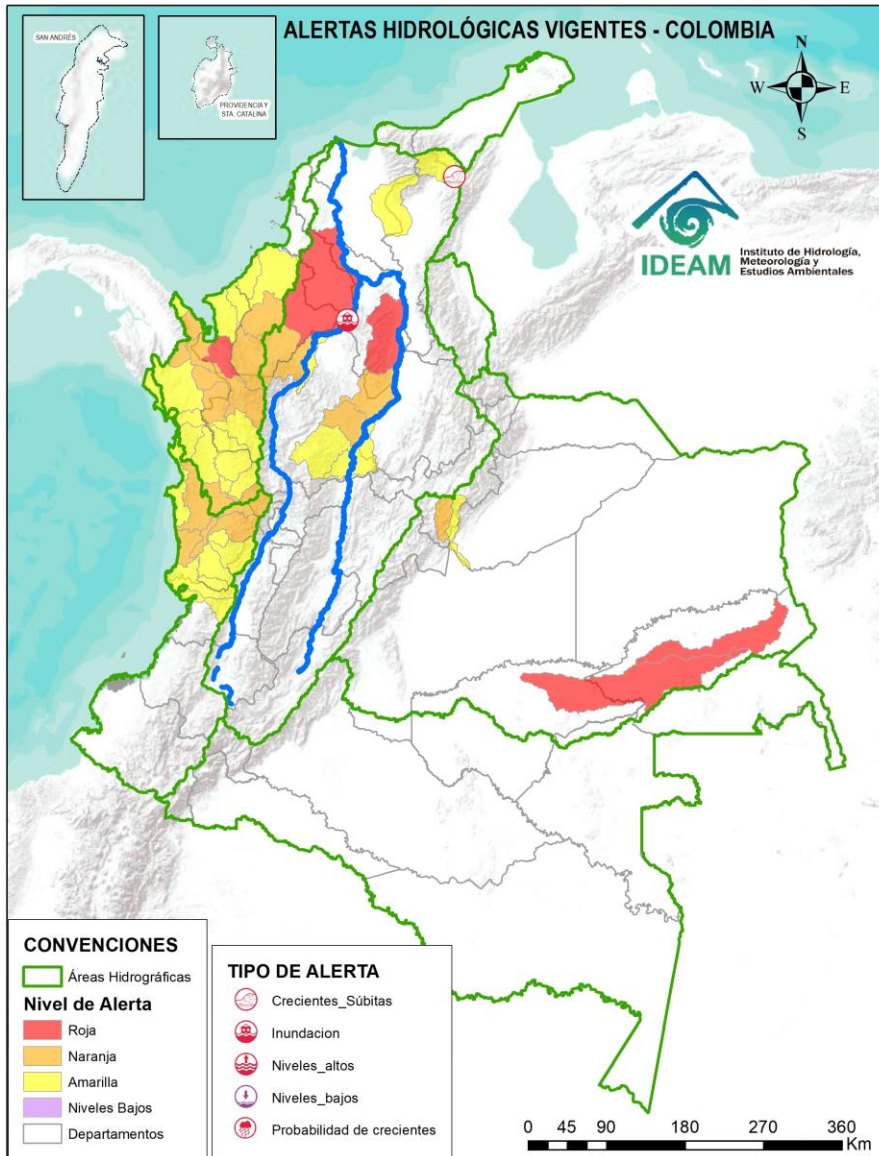 ALERTAS HIDROLÓGICAS VIGENTES - COLOMBIA
SAN ANDRÉS
PROVIDENCIA Y
STA. CATALINA
N
W
E
S
IDEAM
Instituto de Hidrología,
Meteorología y
Estudios Ambientales
CONVENCIONES
Áreas Hidrográficas
Nivel de Alerta
Roja
Naranja
Amarilla
Niveles Bajos
Departamentos
TIPO DE ALERTA
Crecientes_Súbitas
Inundacion
Niveles_altos
Niveles_bajos
Probabilidad de crecientes
0 45 90 180 270 360
Km